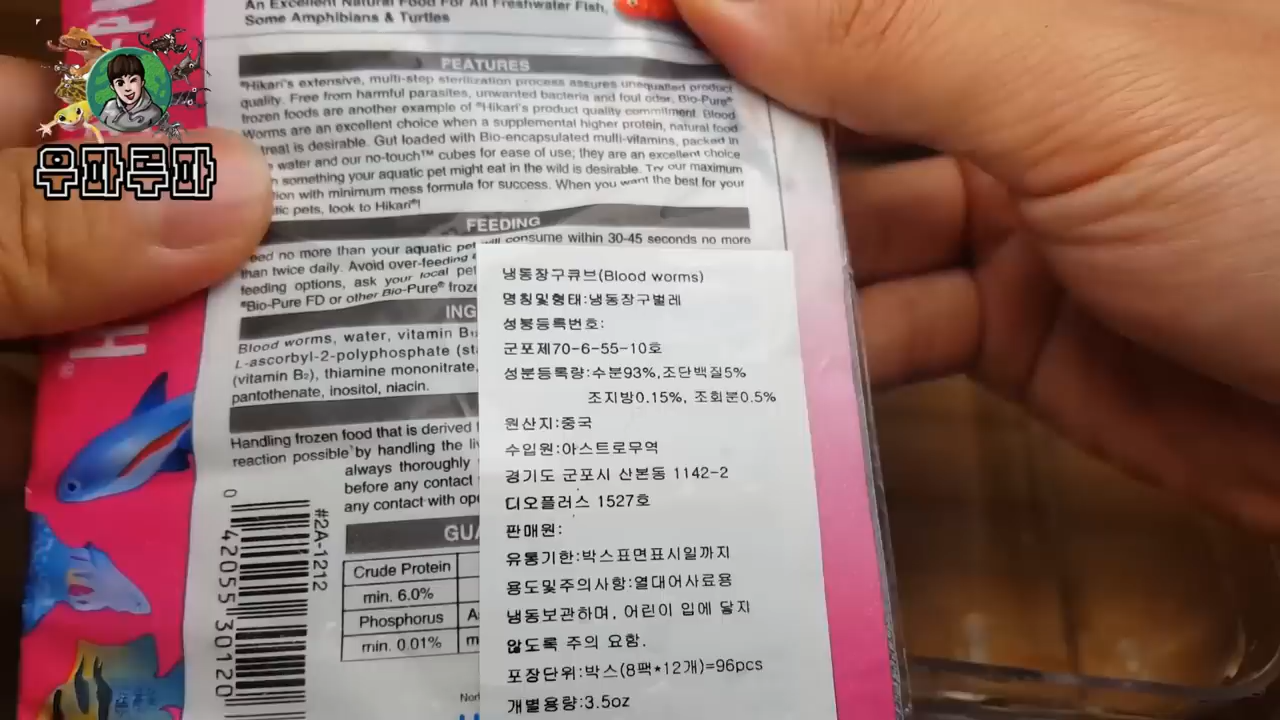 An Excellent Natural Food For All Freshwater Fish,
Some Amphibians & Turtles
우파루파
FEATURES
®Hikari's extensive, multi-step sterilization process assures unequalled product
quality. Free from harmful parasites, unwanted bacteria and foul odor, Bio-Pure®
frozen foods are another example of ®Hikari's product quality commitment. Blood
Worms are an excellent choice when a supplemental higher protein, natural food
treat is desirable. Gut loaded with Bio-encapsulated multi-vitamins, packed in
water and our no-touch™ cubes for ease of use; they are an excellent choice
something your aquatic pet might eat in the wild is desirable. Try our maximum
tion with minimum mess formula for success. When you want the best for your
tic pets, look to Hikari®!
FEEDING
eed no more than your aquatic pet will consume within 30-45 seconds no more
than twice daily. Avoid over-feeding
feeding options, ask your local pet
®Bio-Pure FD or other Bio-Pure® froze
ING
Blood worms, water, vitamin B₁
L-ascorbyl-2-polyphosphate (sta
(vitamin B₂), thiamine mononitrate,
pantothenate, inositol, niacin.
Handling frozen food that is derived
reaction possible by handling the li
always thoroughly
before any contact
any contact with ope
GUA
Crude Protein
min. 6.0%
Phosphorus
min. 0.01%
#2A-1212
0 42055 30120
냉동장구큐브(Blood worms)
명칭및형태:냉동장구벌레
성붕등록번호:
군포제70-6-55-10호
성분등록량:수분93%,조단백질5%
조지방0.15%, 조회분0.5%
원산지:중국
수입원:아스트로무역
경기도 군포시 산본동 1142-2
디오플러스 1527호
판매원:
유통기한:박스표면표시일까지
용도및주의사항:열대어사료용
냉동보관하며, 어린이 입에 닿지
않도록 주의 요함.
포장단위:박스(8팩*12개)=96pcs
개별용량:3.5oz